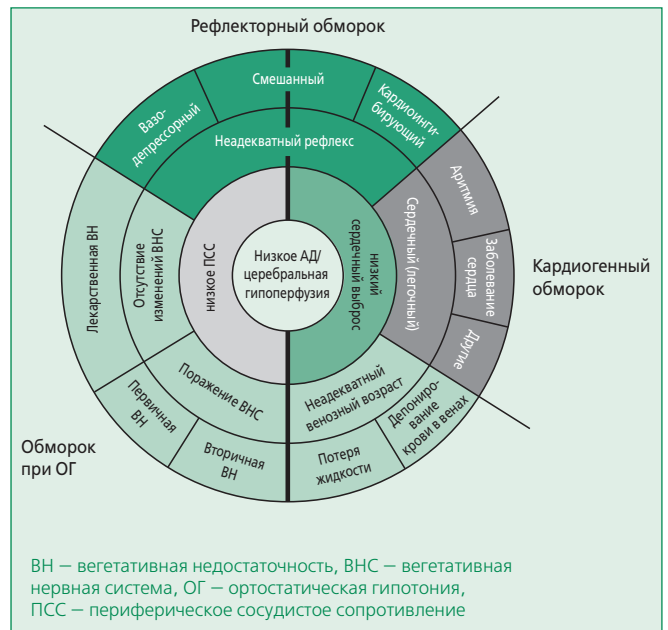 Рефлекторный обморок
Вазо-
депрессорный
Смешанный
Кардиоинги-
бирующий
Неадекватный рефлекс
Аритмия
Заболевание
сердца
Другие
Сердечный (легочный)
Кардиогенный
обморок
Лекарственная ВН
Отсутствие
изменений ВНС
низкое ПСС
Низкое АД/
церебральная
гипоперфузия
низкий
сердечный выброс
Поражение ВНС
Неадекватный
венозный возраст
Первичная
ВН
Вторичная
ВН
Потеря
жидкости
Депониро-
вание
крови в венах
Обморок
при ОГ
ВН — вегетативная недостаточность, ВНС — вегетативная
нервная система, ОГ — ортостатическая гипотония,
ПСС — периферическое сосудистое сопротивление